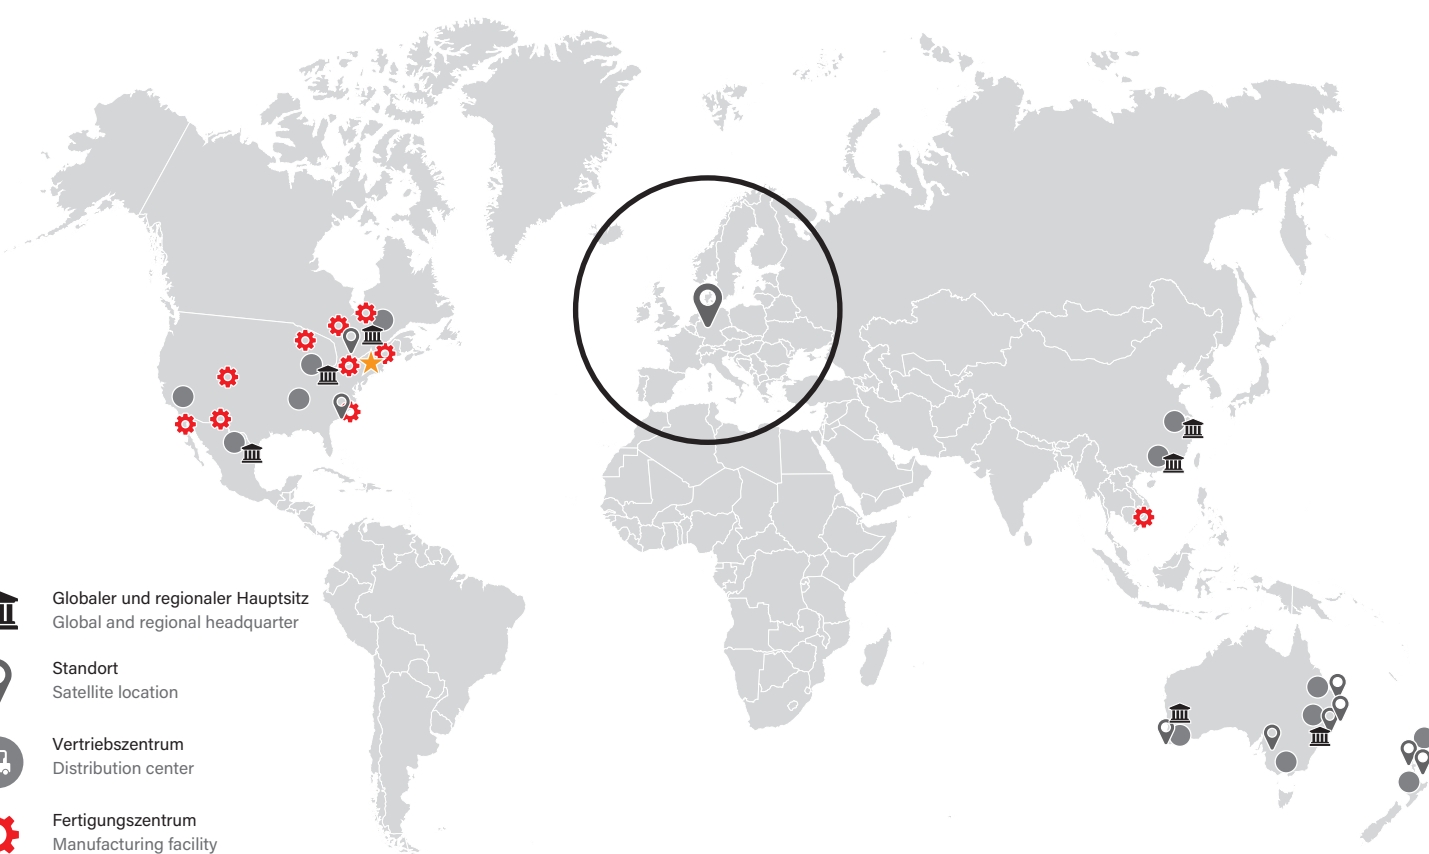 Globaler und regionaler Hauptsitz
Global and regional headquarter
Standort
Satellite location
Vertriebszentrum
Distribution center
Fertigungszentrum
Manufacturing facility